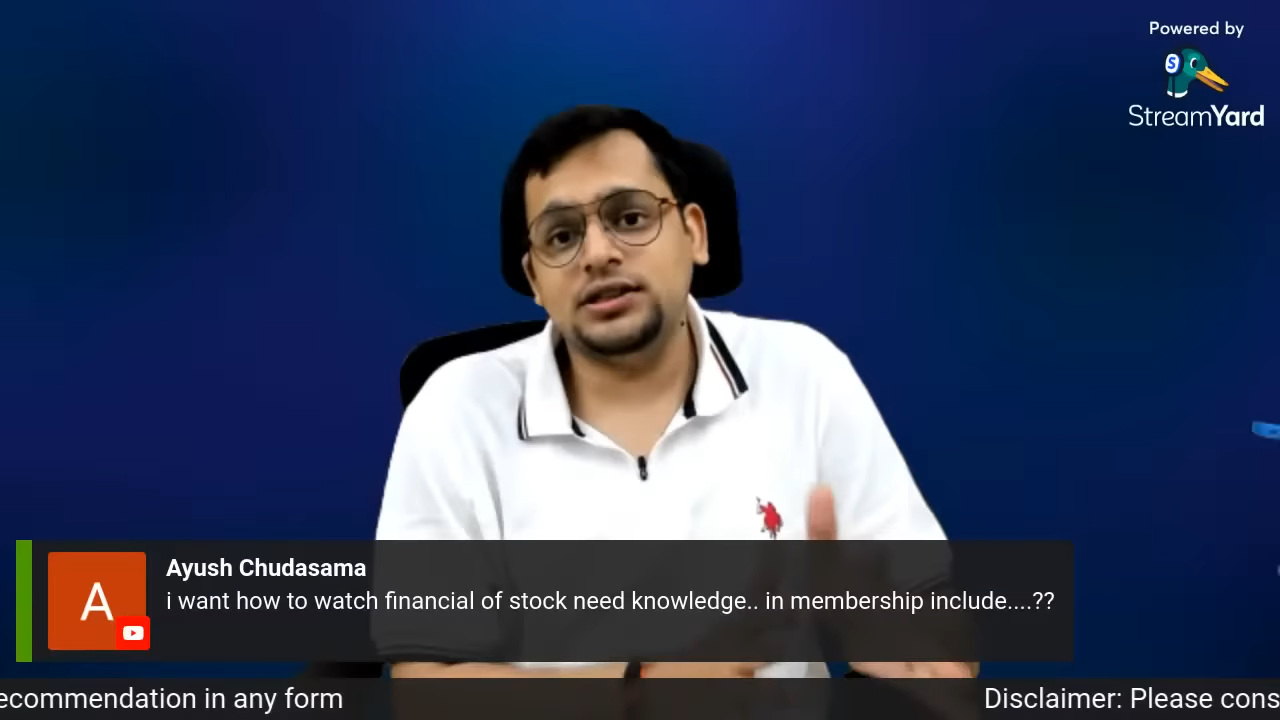 Powered by
S
StreamYard
Ayush Chudasama
A
i want how to watch financial of stock need knowledge.. in membership include....??
ecommendation in any form
Disclaimer: Please cons